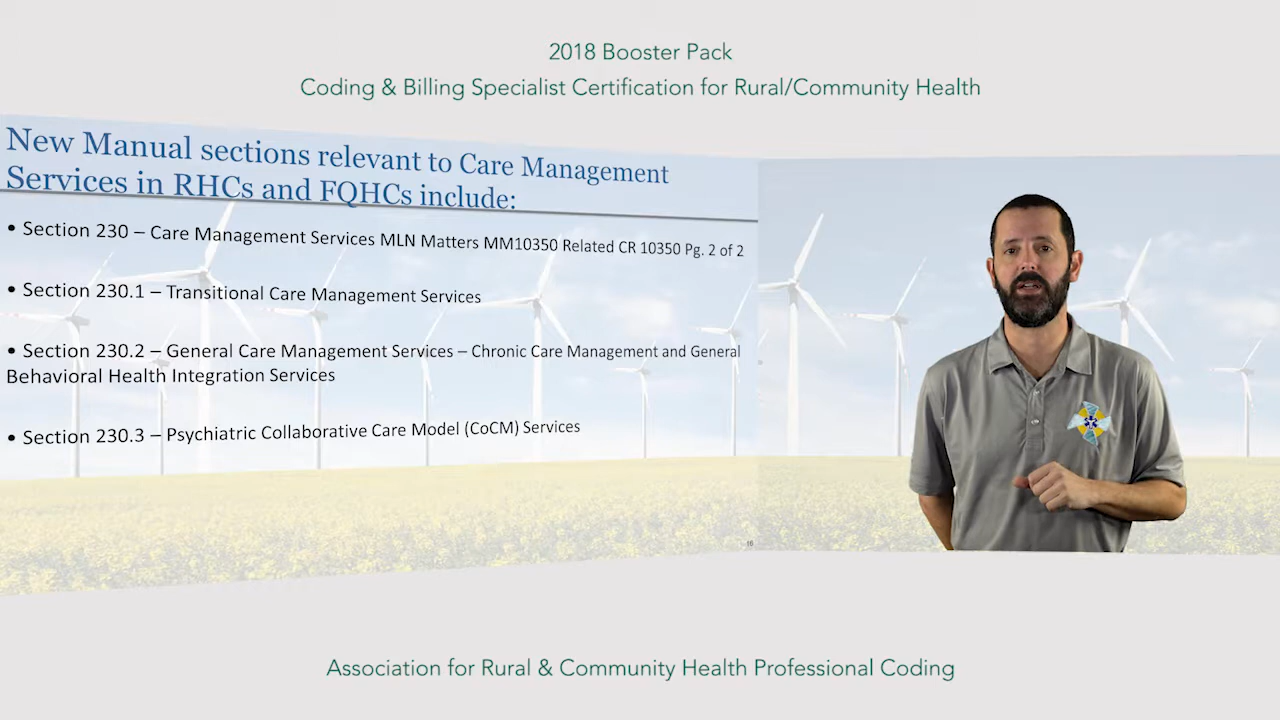 2018 Booster Pack
Coding & Billing Specialist Certification for Rural/Community Health
New Manual sections relevant to Care Management
Services in RHCs and FQHCs include:
• Section 230 – Care Management Services MLN Matters MM10350 Related CR 10350 Pg. 2 of 2
• Section 230.1 – Transitional Care Management Services
• Section 230.2 – General Care Management Services – Chronic Care Management and General
Behavioral Health Integration Services
• Section 230.3 – Psychiatric Collaborative Care Model (CoCM) Services
16
Association for Rural & Community Health Professional Coding